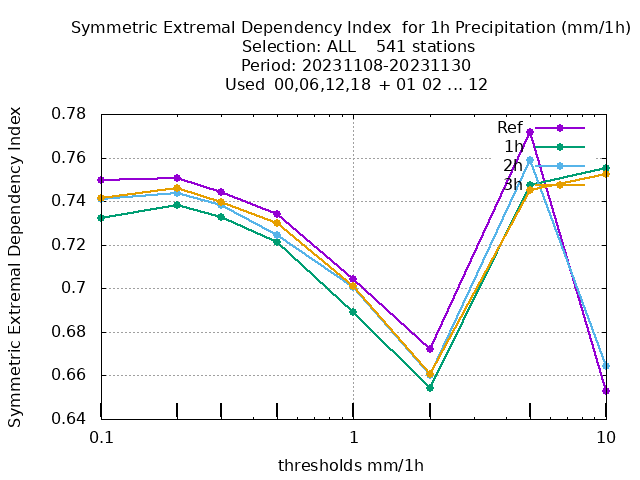 Symmetric Extremal Dependency Index  for 1h Precipitation (mm/1h)
Selection: ALL    541 stations
Period: 20231108-20231130
Used  00,06,12,18  + 01 02 ... 12
Symmetric Extremal Dependency Index
0.78
0.76
0.74
0.72
0.7
0.68
0.66
0.64
Ref
1h
2h
3h
0.1
1
10
thresholds mm/1h